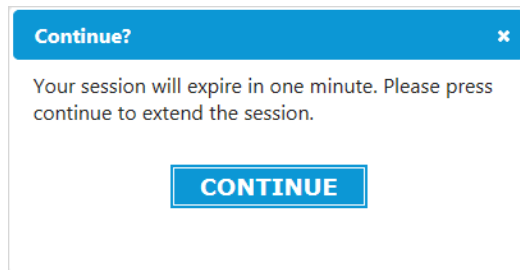 Continue?
Your session will expire in one minute. Please press
continue to extend the session.
CONTINUE